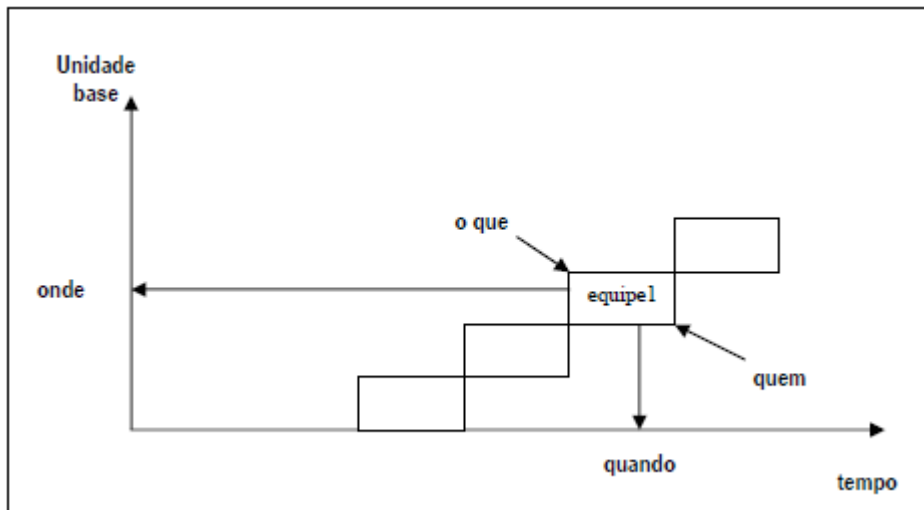 Unidade
base
o que
onde
equipe1
quem
quando
tempo